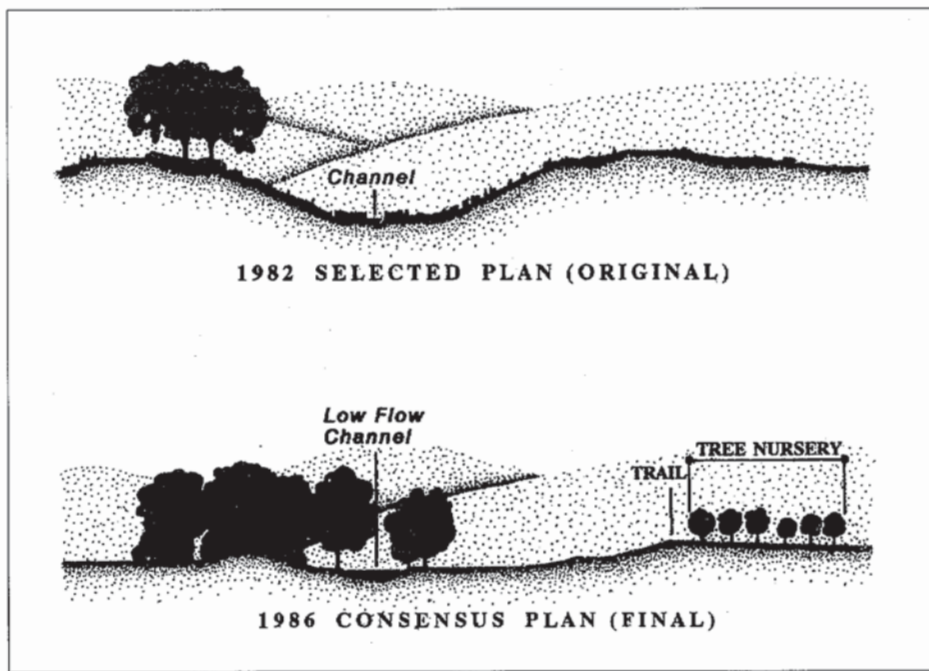 Channel
1982 SELECTED PLAN (ORIGINAL)
Low Flow
Channel
TREE NURSERY
TRAIL
1986 CONSENSUS PLAN (FINAL)